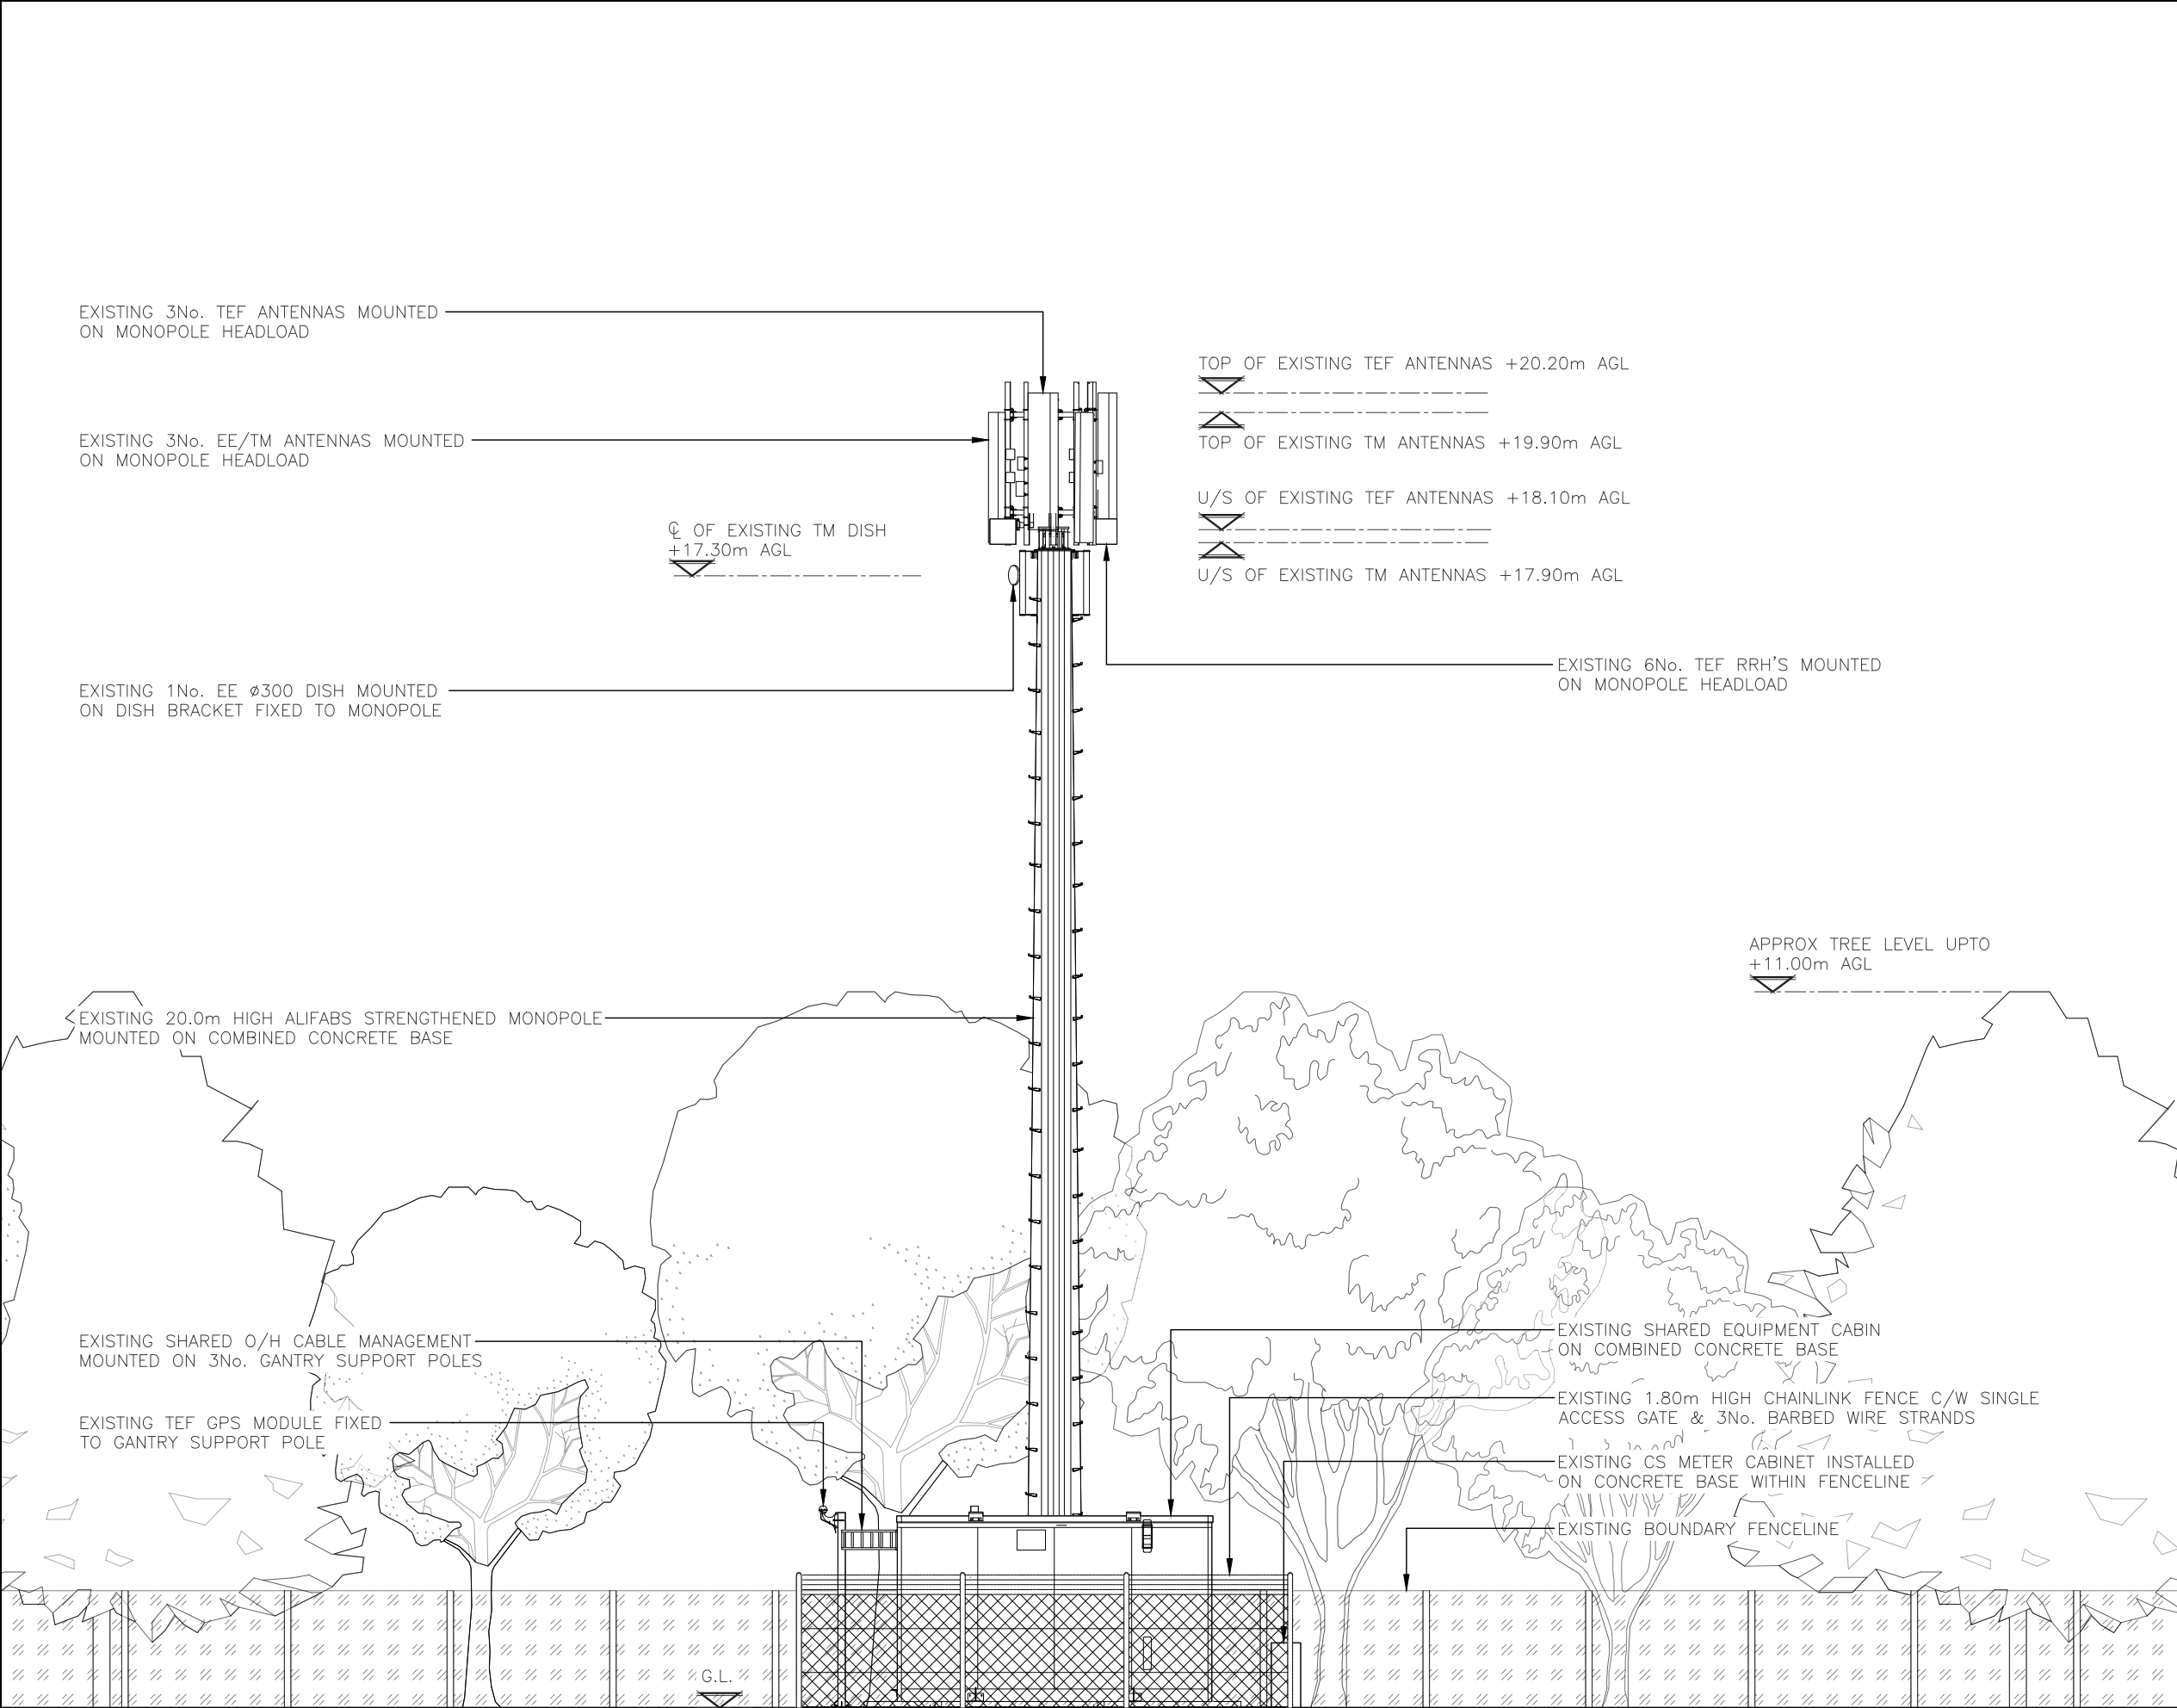 EXISTING 3No. TEF ANTENNAS MOUNTED
ON MONOPOLE HEADLOAD
TOP OF EXISTING TEF ANTENNAS +20.20m AGL
EXISTING 3No. EE/TM ANTENNAS MOUNTED
ON MONOPOLE HEADLOAD
TOP OF EXISTING TM ANTENNAS +19.90m AGL
U/S OF EXISTING TEF ANTENNAS +18.10m AGL
℄ OF EXISTING TM DISH
+17.30m AGL
U/S OF EXISTING TM ANTENNAS +17.90m AGL
EXISTING 6No. TEF RRH'S MOUNTED
ON MONOPOLE HEADLOAD
EXISTING 1No. EE ø300 DISH MOUNTED
ON DISH BRACKET FIXED TO MONOPOLE
APPROX TREE LEVEL UPTO
+11.00m AGL
EXISTING 20.0m HIGH ALIFABS STRENGTHENED MONOPOLE
MOUNTED ON COMBINED CONCRETE BASE
EXISTING SHARED O/H CABLE MANAGEMENT
MOUNTED ON 3No. GANTRY SUPPORT POLES
EXISTING SHARED EQUIPMENT CABIN
ON COMBINED CONCRETE BASE
EXISTING 1.80m HIGH CHAINLINK FENCE C/W SINGLE
ACCESS GATE & 3No. BARBED WIRE STRANDS
EXISTING TEF GPS MODULE FIXED
TO GANTRY SUPPORT POLE
EXISTING CS METER CABINET INSTALLED
ON CONCRETE BASE WITHIN FENCELINE
EXISTING BOUNDARY FENCELINE
G.L.